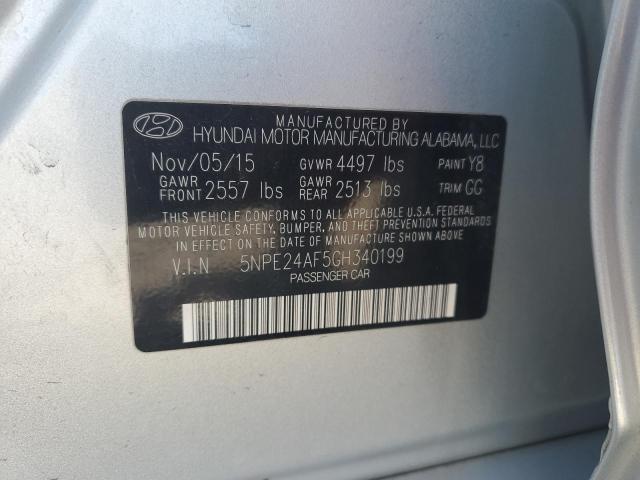 MANUFACTURED BY
HYUNDAI MOTOR MANUFACTURING ALABAMA, LLC
Nov/05/15 GVWR 4497 lbs PAINT Y8
GAWR FRONT 2557 lbs GAWR REAR 2513 lbs TRIM GG
THIS VEHICLE CONFORMS TO ALL APPLICABLE U.S.A. FEDERAL
MOTOR VEHICLE SAFETY, BUMPER, AND THEFT PREVENTION STANDARDS
IN EFFECT ON THE DATE OF MANUFACTURE SHOWN ABOVE.
V.I.N 5NPE24AF5GH340199
PASSENGER CAR